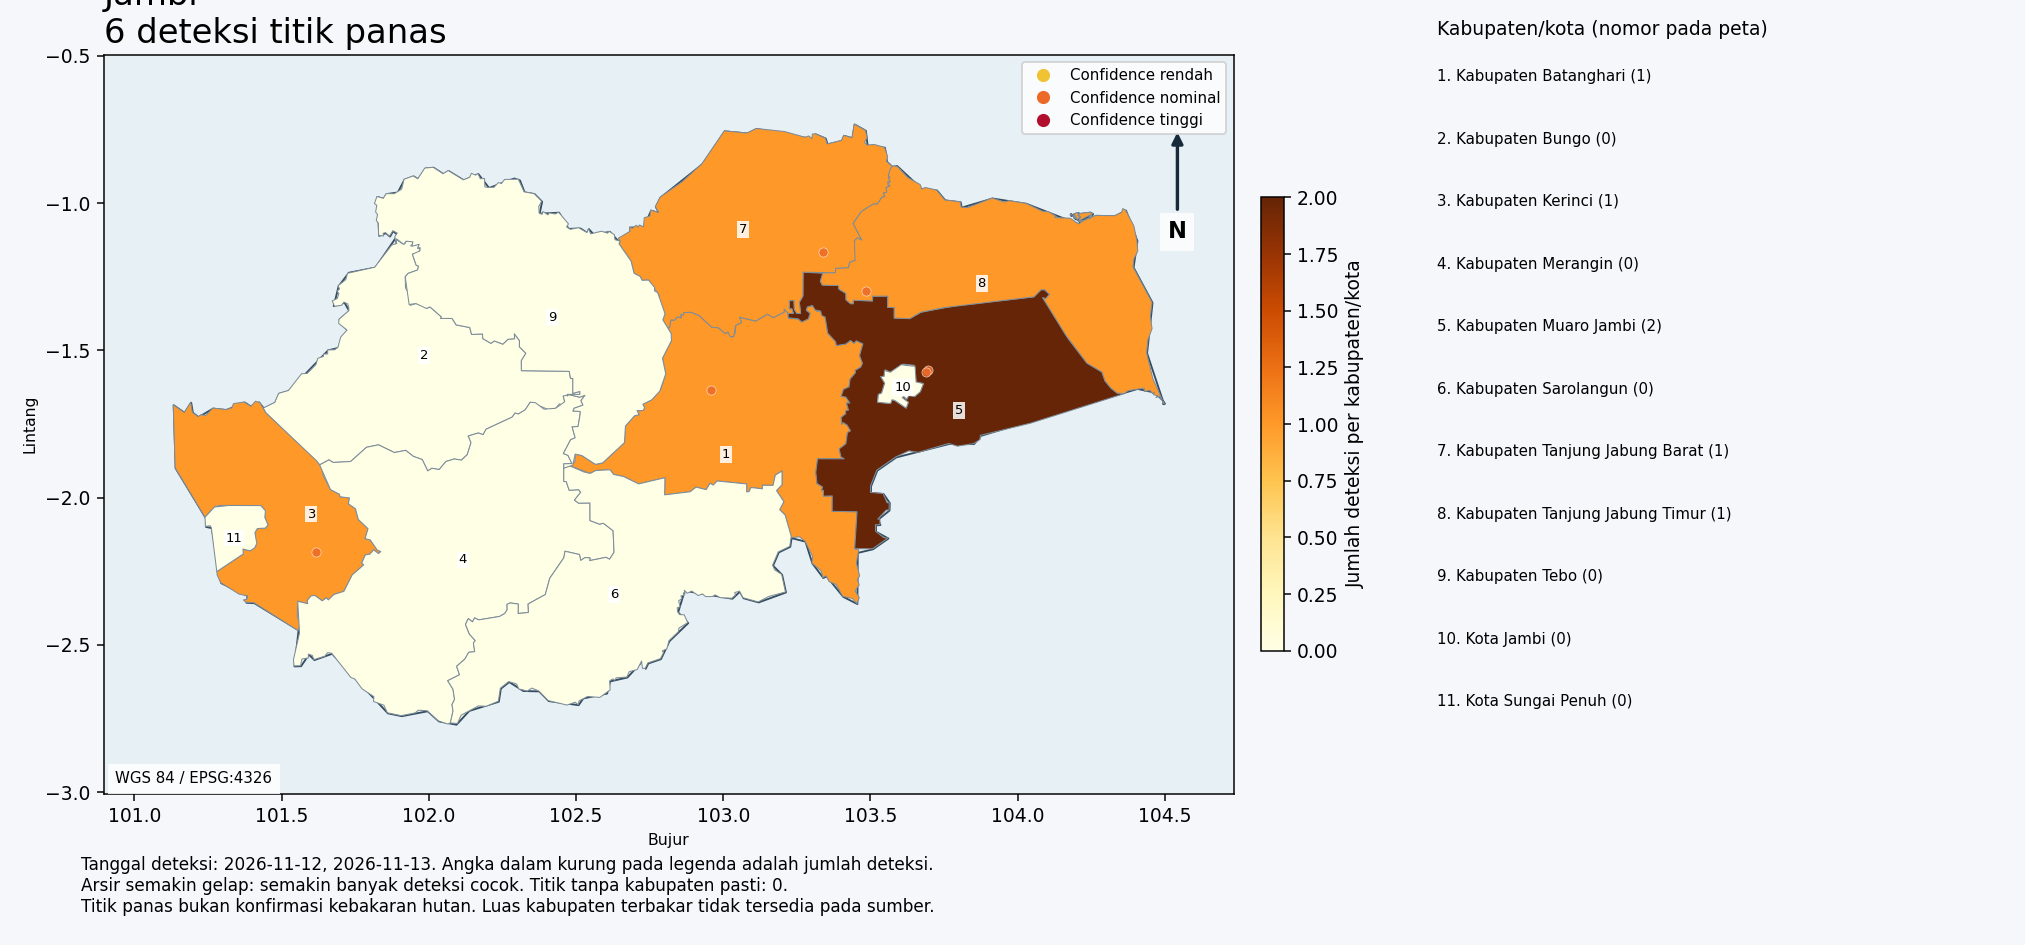 Jambi
6 deteksi titik panas
−0.5
−1.0
−1.5
−2.0
−2.5
−3.0
Lintang
101.0
101.5
102.0
102.5
103.0
103.5
104.0
104.5
Bujur
Confidence rendah
Confidence nominal
Confidence tinggi
N
7
8
9
2
10
5
1
3
11
4
6
WGS 84 / EPSG:4326
2.00
1.75
1.50
1.25
1.00
0.75
0.50
0.25
0.00
Jumlah deteksi per kabupaten/kota
Kabupaten/kota (nomor pada peta)
1. Kabupaten Batanghari (1)
2. Kabupaten Bungo (0)
3. Kabupaten Kerinci (1)
4. Kabupaten Merangin (0)
5. Kabupaten Muaro Jambi (2)
6. Kabupaten Sarolangun (0)
7. Kabupaten Tanjung Jabung Barat (1)
8. Kabupaten Tanjung Jabung Timur (1)
9. Kabupaten Tebo (0)
10. Kota Jambi (0)
11. Kota Sungai Penuh (0)
Tanggal deteksi: 2026-11-12, 2026-11-13. Angka dalam kurung pada legenda adalah jumlah deteksi.
Arsir semakin gelap: semakin banyak deteksi cocok. Titik tanpa kabupaten pasti: 0.
Titik panas bukan konfirmasi kebakaran hutan. Luas kabupaten terbakar tidak tersedia pada sumber.